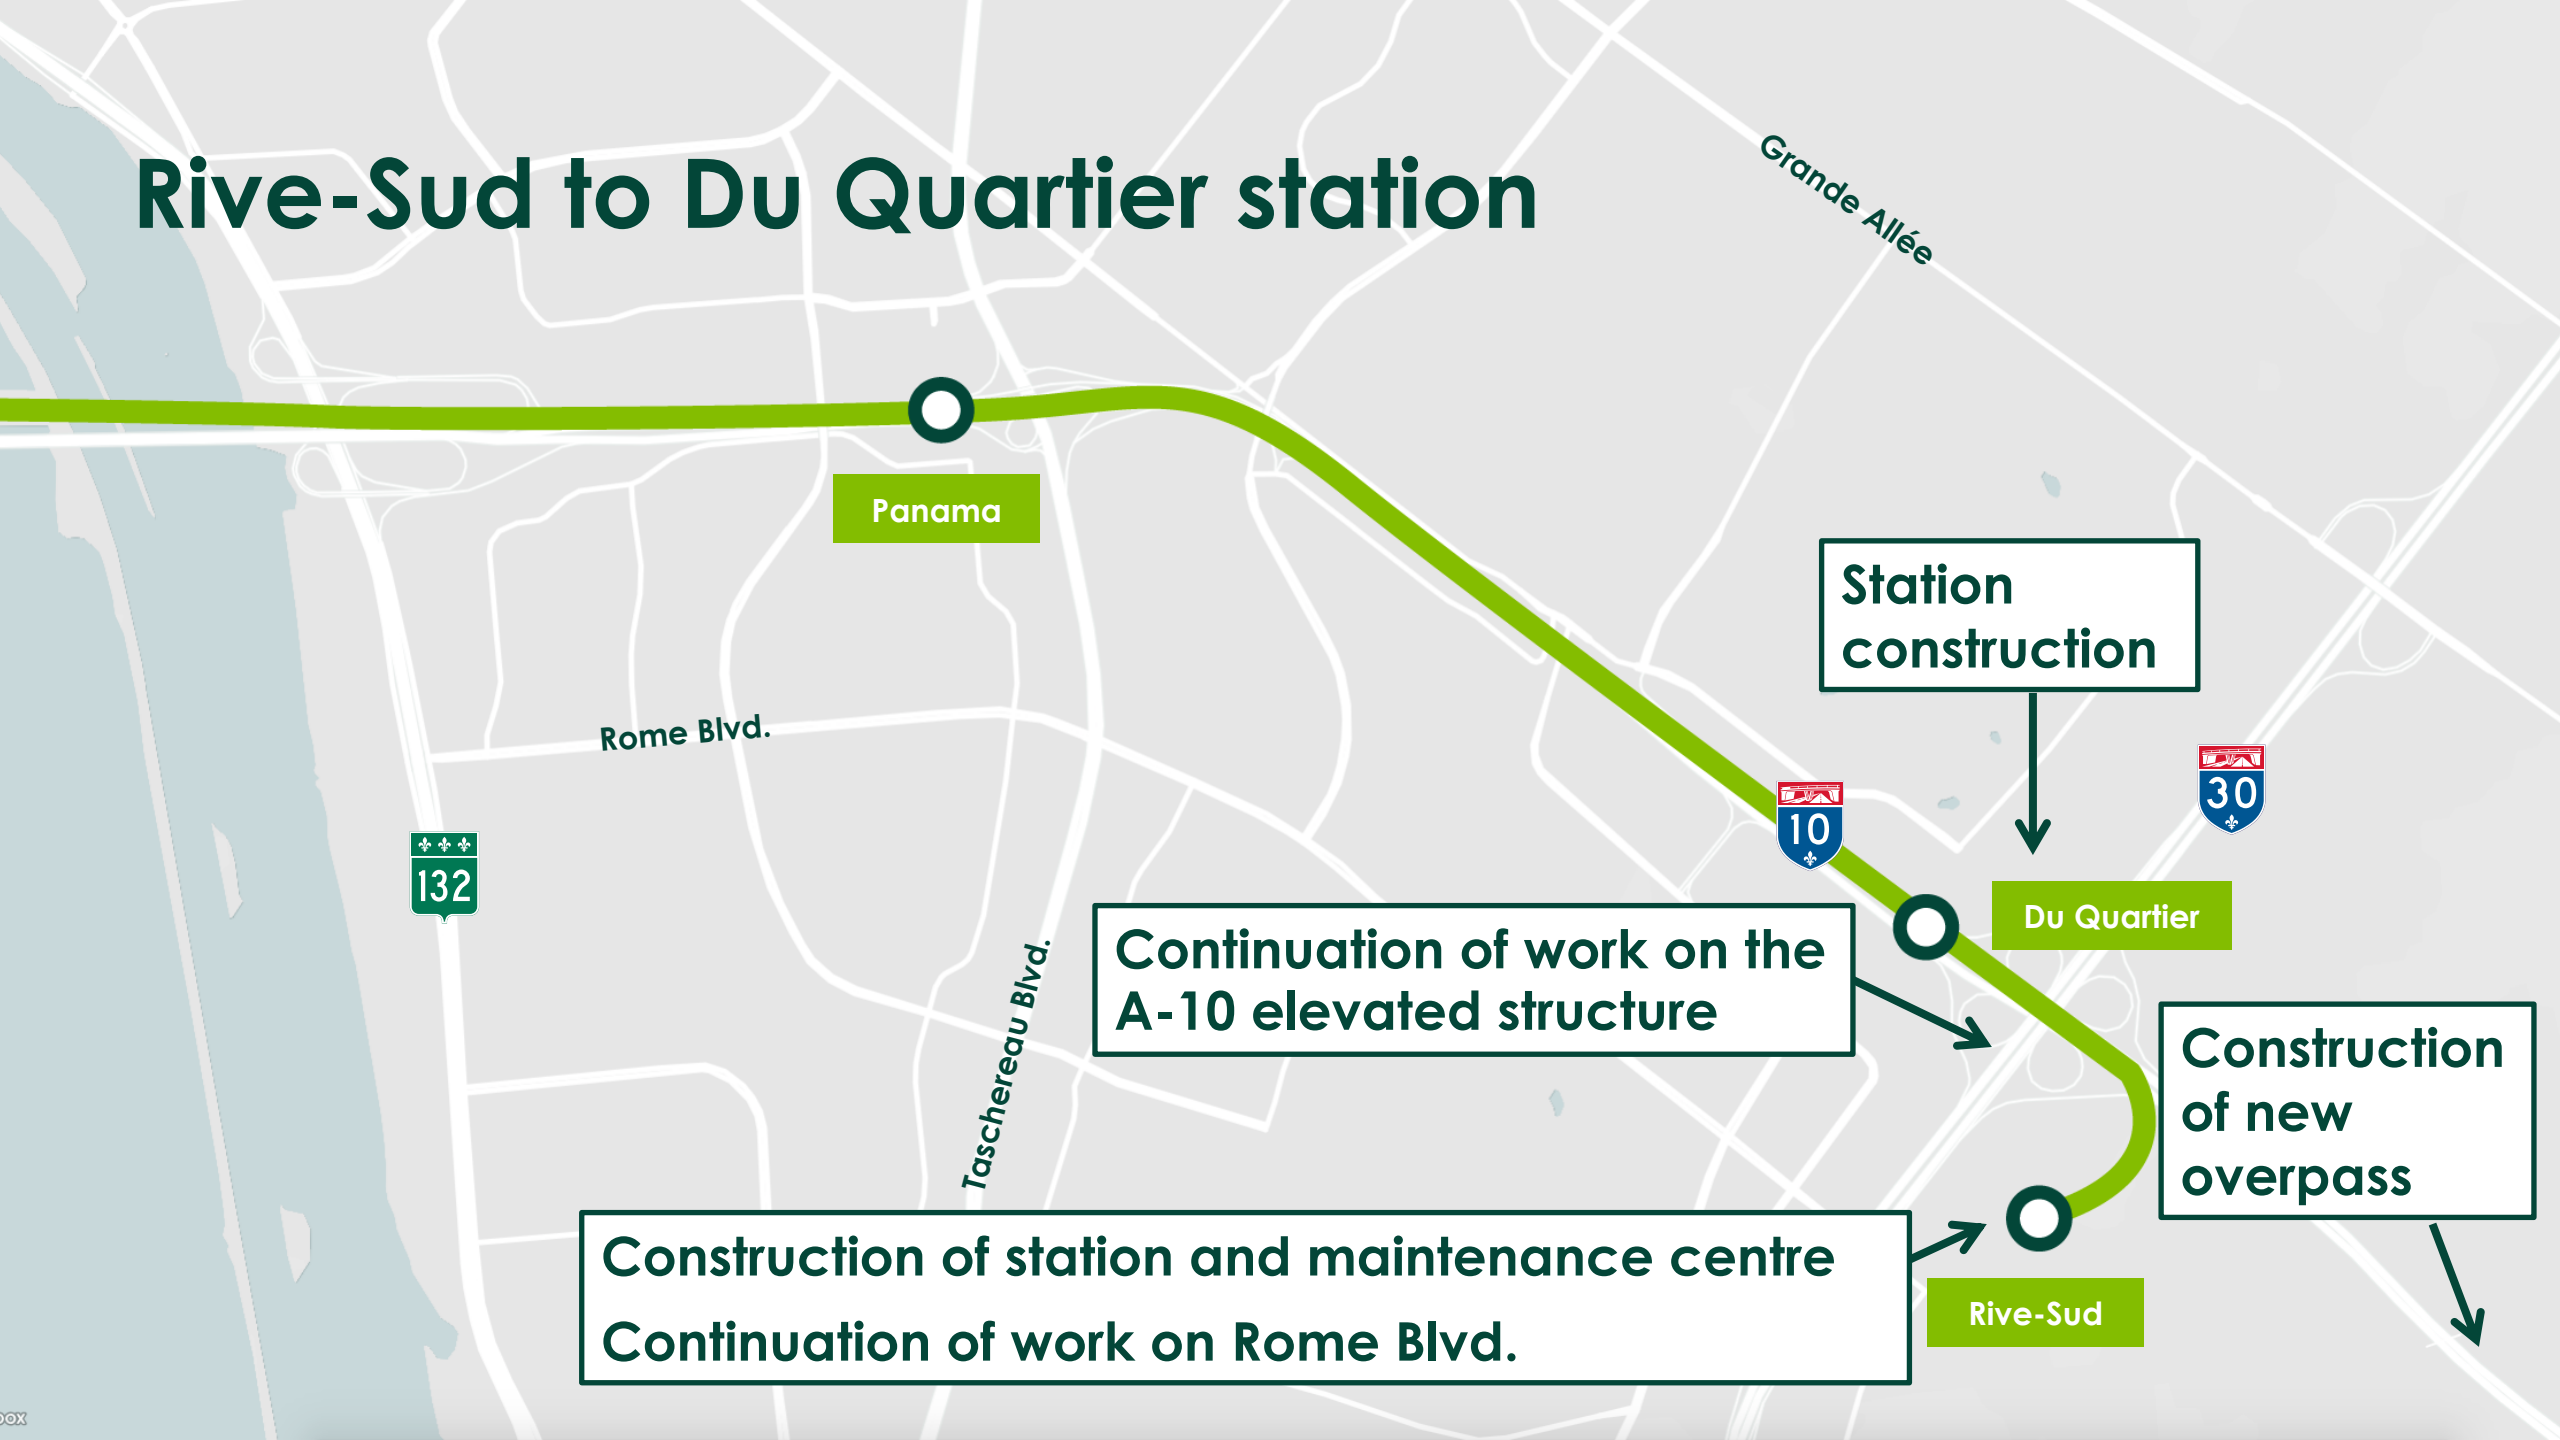 Rive-Sud to Du Quartier station
Grande Allée
Panama
Station
construction
Rome Blvd.
10
30
132
Du Quartier
Continuation of work on the
A-10 elevated structure
Taschereau Blvd.
Construction
of new
overpass
Construction of station and maintenance centre
Continuation of work on Rome Blvd.
Rive-Sud